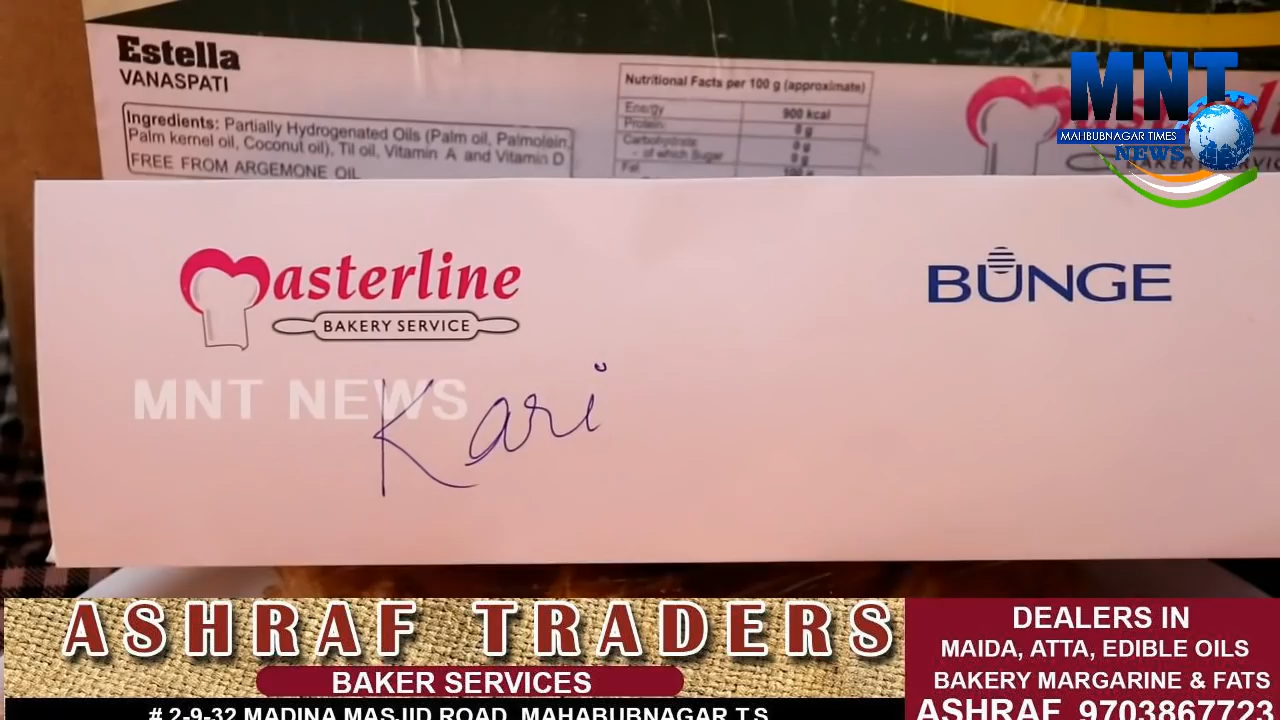 Estella
VANASPATI
Ingredients: Partially Hydrogenated Oils (Palm oil, Palmolein,
Palm kernel oil, Coconut oil), Til oil, Vitamin A and Vitamin D
FREE FROM ARGEMONE OIL
Nutritional Facts per 100 g (approximate)
Energy 900 kcal
Protein 0 g
Carbohydrate 0 g
- of which Sugar 0 g
Fat 100 g
MNT
MAHBUBNAGAR TIMES
NEWS
Masterline
BAKERY SERVICE
BUNGE
MNT NEWS
Kari
ASHRAF TRADERS
BAKER SERVICES
# 2-9-32 MADINA MASJID ROAD, MAHABUBNAGAR T.S
DEALERS IN
MAIDA, ATTA, EDIBLE OILS
BAKERY MARGARINE & FATS
ASHRAF 9703867723